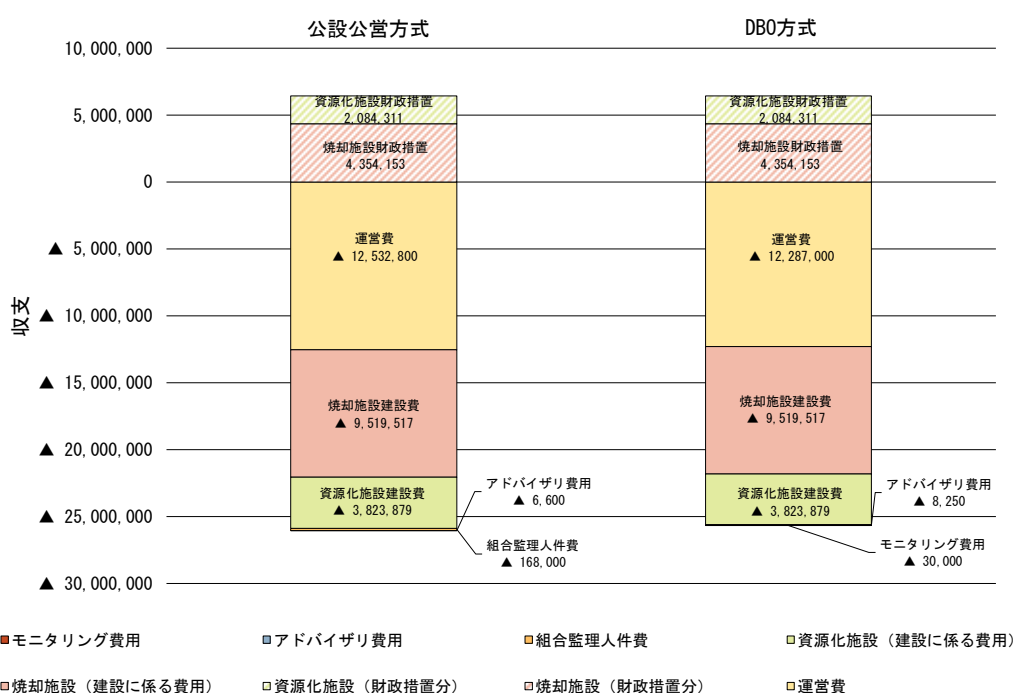 公設公営方式
DBO方式
10,000,000
5,000,000
0
▲ 5,000,000
▲ 10,000,000
▲ 15,000,000
▲ 20,000,000
▲ 25,000,000
▲ 30,000,000
収支
資源化施設財政措置
2,084,311
焼却施設財政措置
4,354,153
運営費
▲ 12,532,800
焼却施設建設費
▲ 9,519,517
資源化施設建設費
▲ 3,823,879
アドバイザリ費用
▲ 6,600
組合監理人件費
▲ 168,000
資源化施設財政措置
2,084,311
焼却施設財政措置
4,354,153
運営費
▲ 12,287,000
焼却施設建設費
▲ 9,519,517
資源化施設建設費
▲ 3,823,879
アドバイザリ費用
▲ 8,250
モニタリング費用
▲ 30,000
モニタリング費用
アドバイザリ費用
組合監理人件費
資源化施設（建設に係る費用）
焼却施設（建設に係る費用）
資源化施設（財政措置分）
焼却施設（財政措置分）
運営費